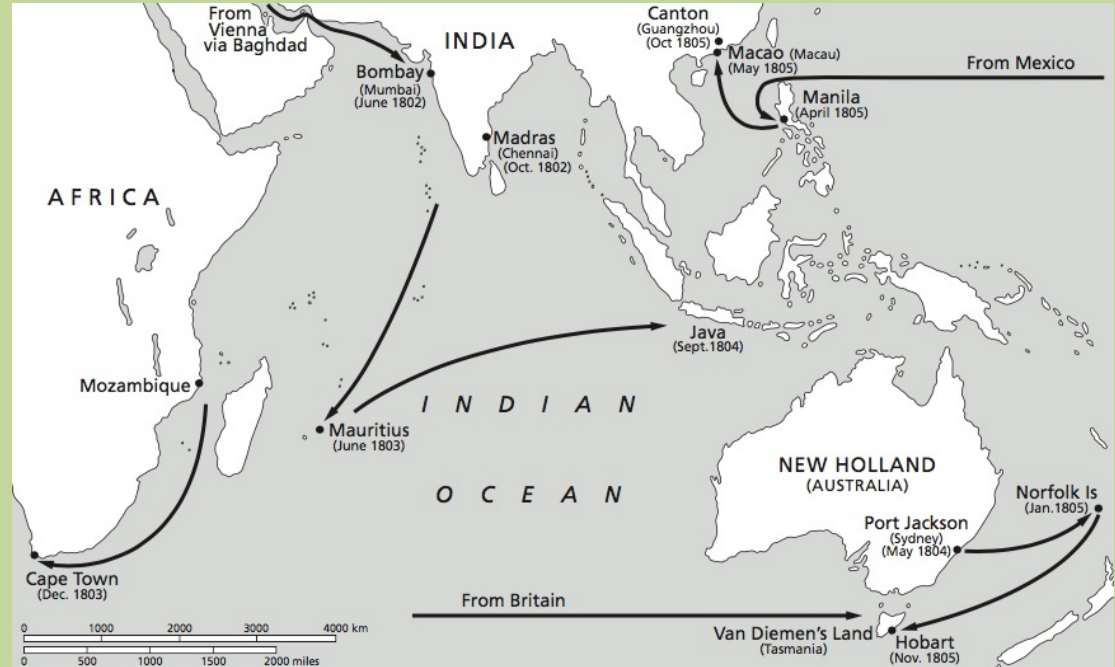 From
Vienna
via Baghdad
INDIA
Bombay
(Mumbai)
(June 1802)
Madras
(Chennai)
(Oct. 1802)
Canton
(Guangzhou)
(Oct 1805)
Macao (Macau)
(May 1805)
From Mexico
Manila
(April 1805)
AFRICA
Mozambique
Mauritius
(June 1803)
Java
(Sept.1804)
INDIAN
OCEAN
NEW HOLLAND
(AUSTRALIA)
Norfolk Is
(Jan.1805)
Port Jackson
(Sydney)
(May 1804)
Cape Town
(Dec. 1803)
From Britain
Van Diemen's Land
(Tasmania)
Hobart
(Nov. 1805)
0 1000 2000 3000 4000 km
0 500 1000 1500 2000 miles